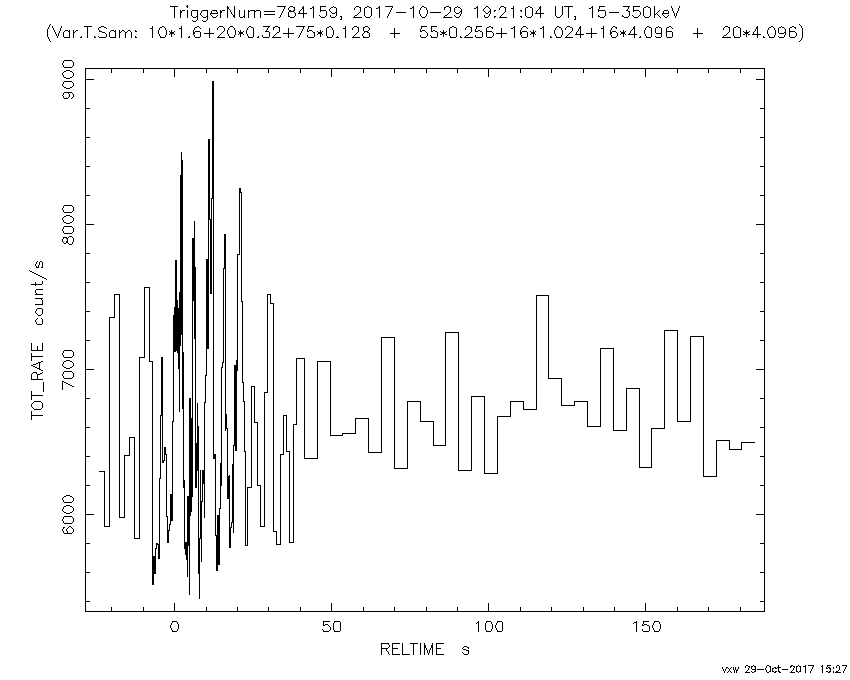 TriggerNum=784159, 2017-10-29 19:21:04 UT, 15-350keV
(Var.T.Sam: 10*1.6+20*0.32+75*0.128 + 55*0.256+16*1.024+16*4.096 + 20*4.096)
9000
8000
7000
6000
TOT_RATE count/s
0 50 100 150
RELTIME s
vxw 29-Oct-2017 15:27